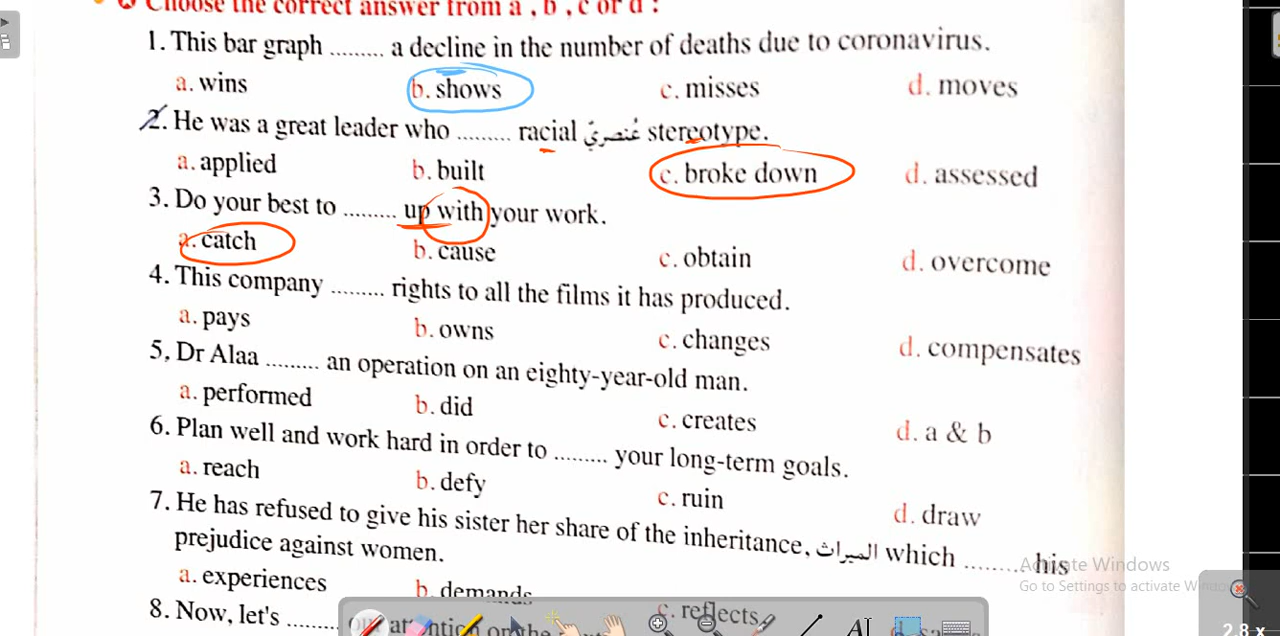 Choose the correct answer from a , b , c or d :
1. This bar graph ......... a decline in the number of deaths due to coronavirus.
a. wins b. shows c. misses d. moves
2. He was a great leader who ......... racial عُنصريّ stereotype.
a. applied b. built c. broke down d. assessed
3. Do your best to ......... up with your work.
a. catch b. cause c. obtain d. overcome
4. This company ......... rights to all the films it has produced.
a. pays b. owns c. changes d. compensates
5. Dr Alaa ......... an operation on an eighty-year-old man.
a. performed b. did c. creates d. a & b
6. Plan well and work hard in order to ......... your long-term goals.
a. reach b. defy c. ruin d. draw
7. He has refused to give his sister her share of the inheritance, الميراث which ......... his
prejudice against women.
a. experiences b. demands c. reflects
8. Now, let's ......... the
Activate Windows
Go to Settings to activate
2.8 x